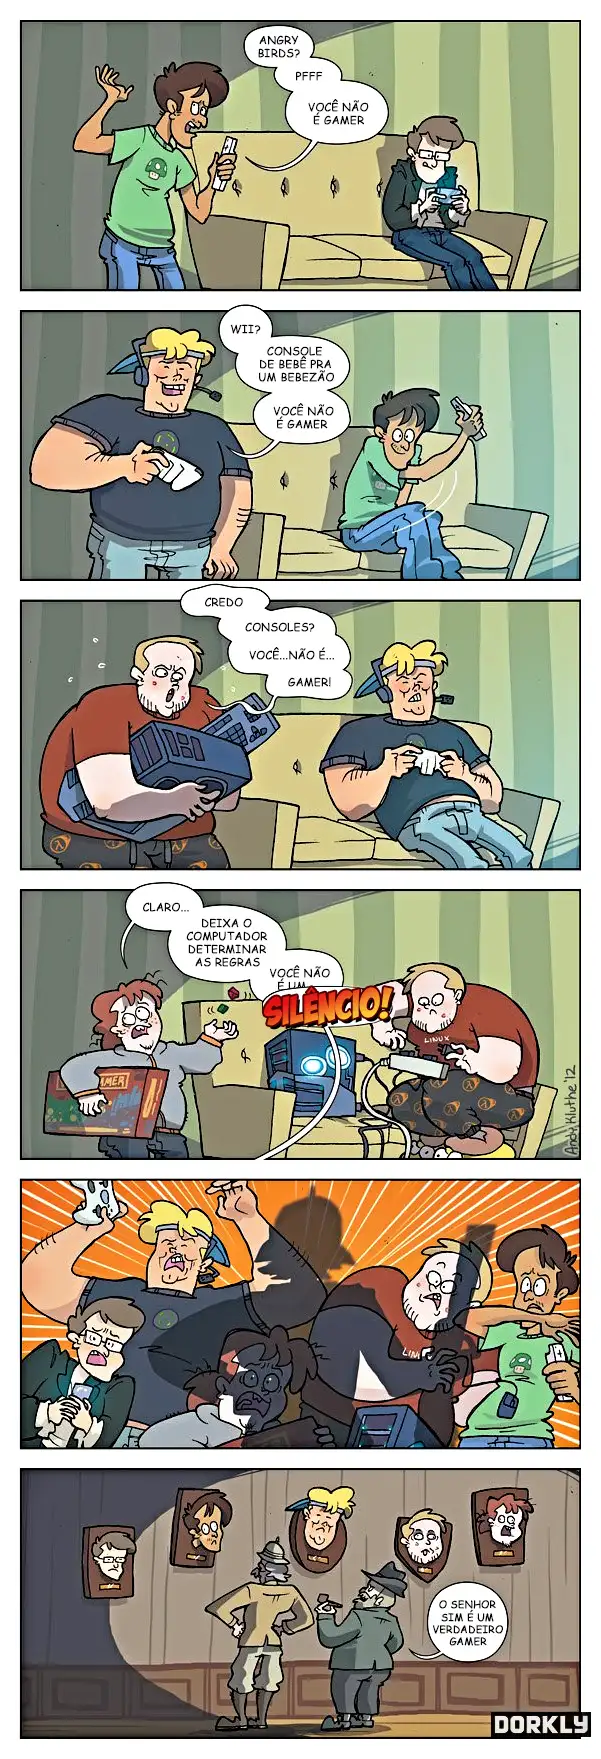 ANGRY
BIRDS?
PFFF
VOCÊ NÃO
É GAMER
WII?
CONSOLE
DE BEBÊ PRA
UM BEBEZÃO
VOCÊ NÃO
É GAMER
CREDO
CONSOLES?
VOCÊ...NÃO É...
GAMER!
CLARO...
DEIXA O
COMPUTADOR
DETERMINAR
AS REGRAS
VOCÊ NÃO
É UM
SILÊNCIO!
LINUX
Andy Kluthe '12
O SENHOR
SIM É UM
VERDADEIRO
GAMER
DORKLY